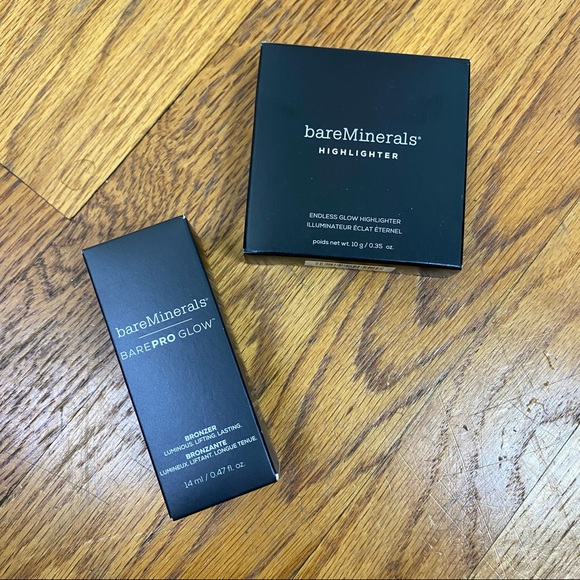 bareMinerals®
HIGHLIGHTER
ENDLESS GLOW HIGHLIGHTER
ILLUMINATEUR ÉCLAT ÉTERNEL
poids net wt. 10 g / 0.35 oz.
bareMinerals®
BAREPRO GLOW™
BRONZER
LUMINOUS. LIFTING. LASTING.
BRONZANTE
LUMINEUX. LIFTANT. LONGUE TENUE.
14 ml / 0.47 fl. oz.